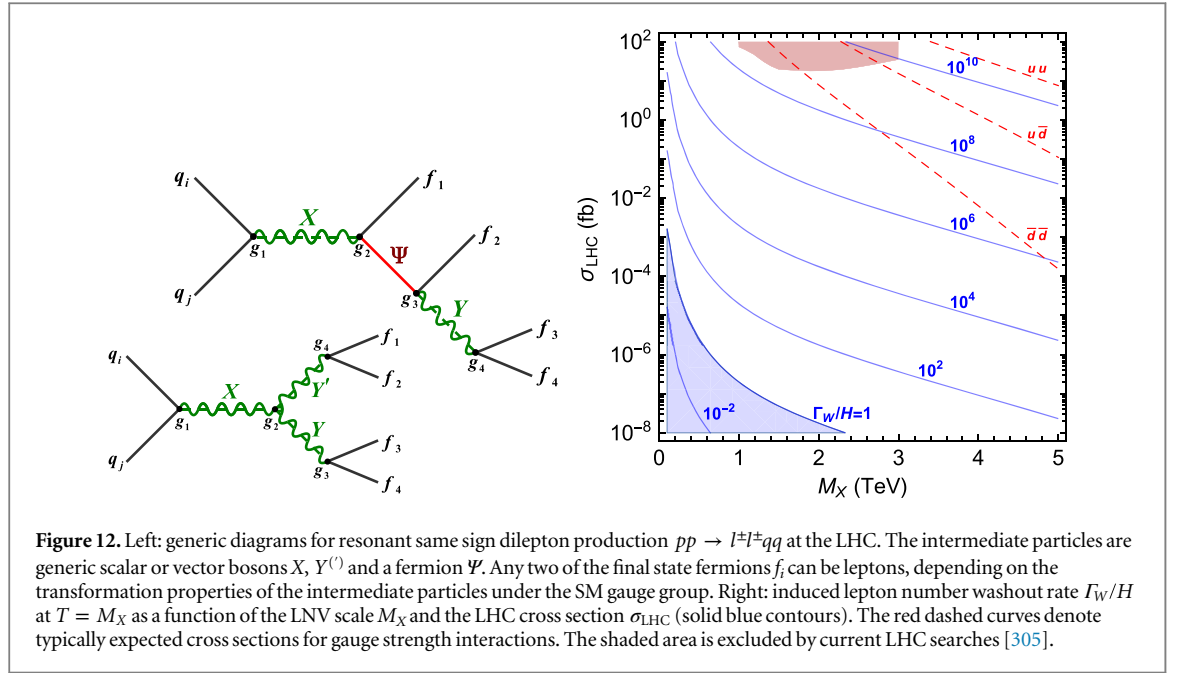 q_i
f_1
X
f_2
g_1
g_2
Ψ
q_j
g_3
Y
f_3
g_4
f_4
q_i
g_4
f_1
X
Y′
f_2
g_1
g_2
Y
f_3
q_j
g_3
f_4
10^2
10^0
10^{-2}
10^{-4}
10^{-6}
10^{-8}
σ_LHC (fb)
10^{10}
u u
u d̅
10^8
10^6
d̅ d̅
10^4
10^2
10^{-2}
Γ_W/H=1
0 1 2 3 4 5
M_X (TeV)
Figure 12. Left: generic diagrams for resonant same sign dilepton production pp → l^±l^±qq at the LHC. The intermediate particles are
generic scalar or vector bosons X, Y^(′) and a fermion Ψ. Any two of the final state fermions f_i can be leptons, depending on the
transformation properties of the intermediate particles under the SM gauge group. Right: induced lepton number washout rate Γ_W/H
at T = M_X as a function of the LNV scale M_X and the LHC cross section σ_LHC (solid blue contours). The red dashed curves denote
typically expected cross sections for gauge strength interactions. The shaded area is excluded by current LHC searches [305].